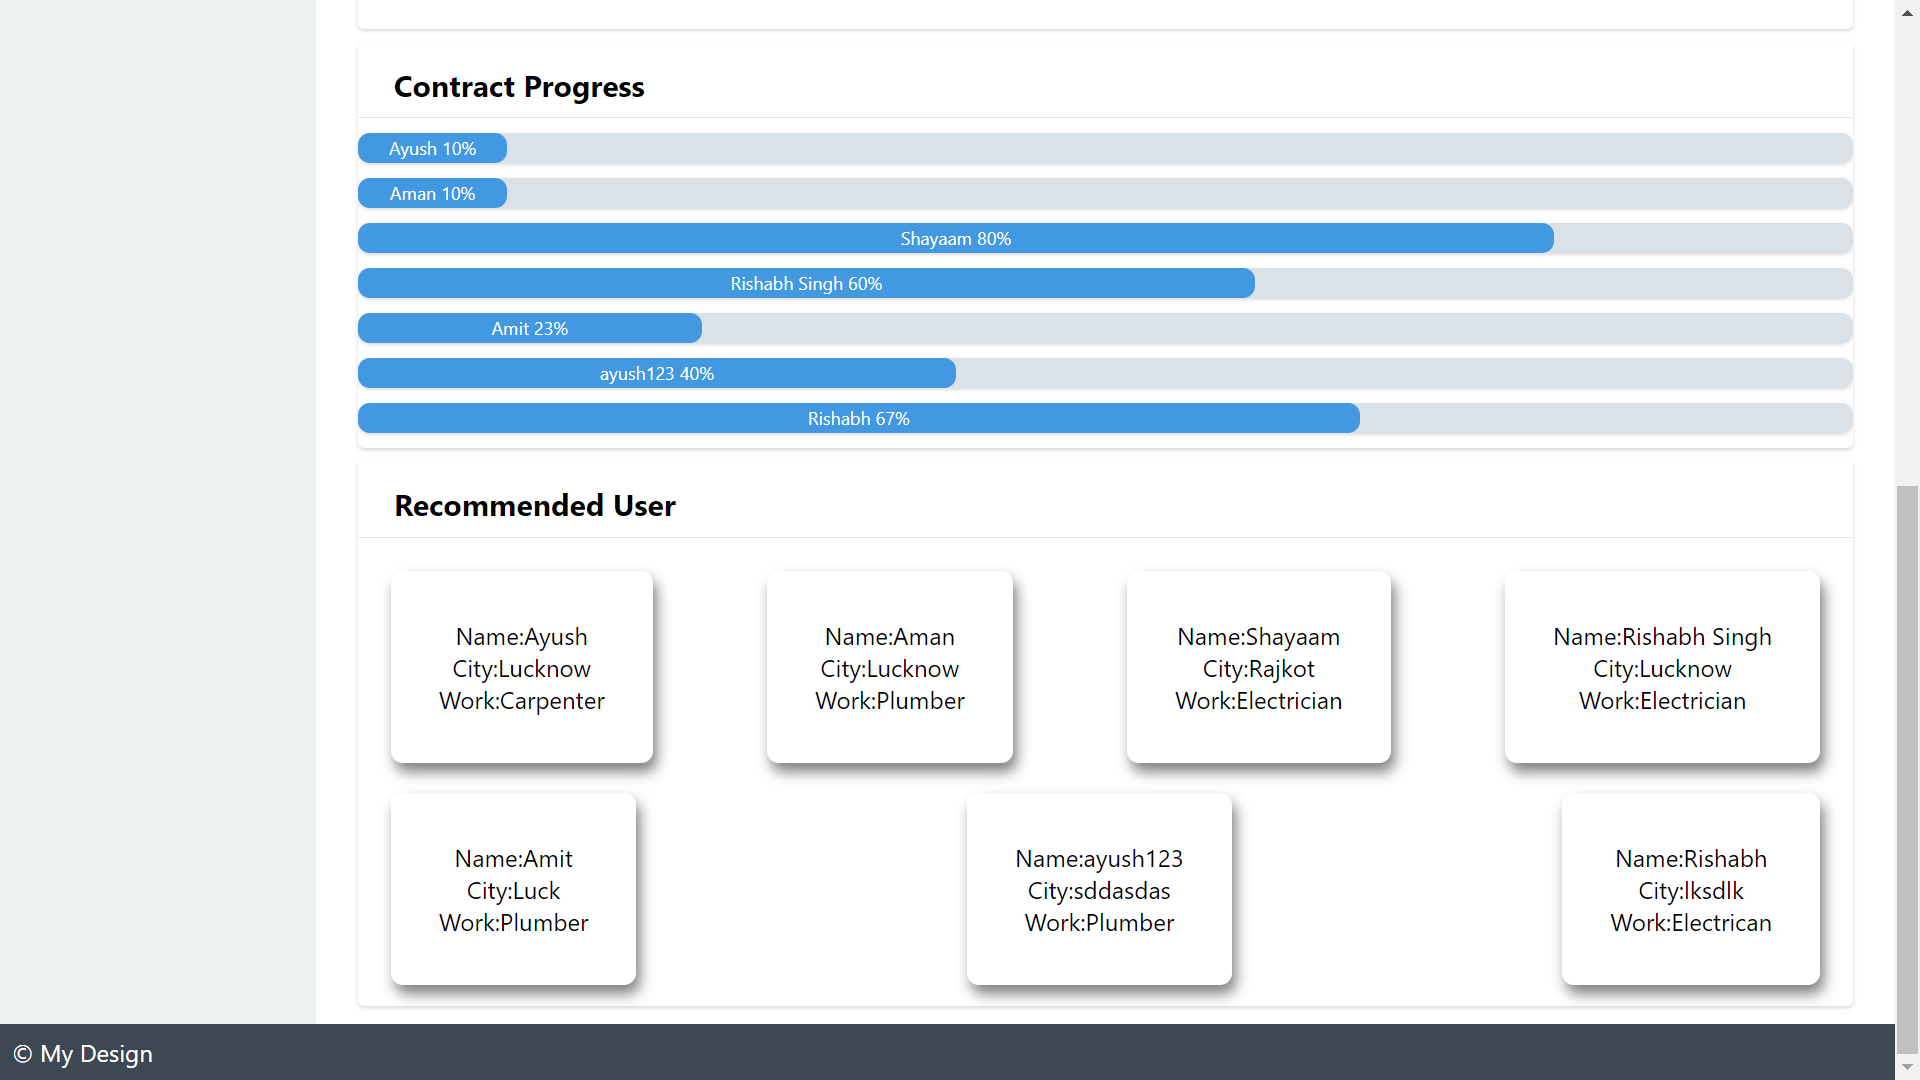 Contract Progress
Ayush 10%
Aman 10%
Shayaam 80%
Rishabh Singh 60%
Amit 23%
ayush123 40%
Rishabh 67%
Recommended User
Name:Ayush
City:Lucknow
Work:Carpenter
Name:Aman
City:Lucknow
Work:Plumber
Name:Shayaam
City:Rajkot
Work:Electrician
Name:Rishabh Singh
City:Lucknow
Work:Electrician
Name:Amit
City:Luck
Work:Plumber
Name:ayush123
City:sddasdas
Work:Plumber
Name:Rishabh
City:lksdlk
Work:Electrican
© My Design